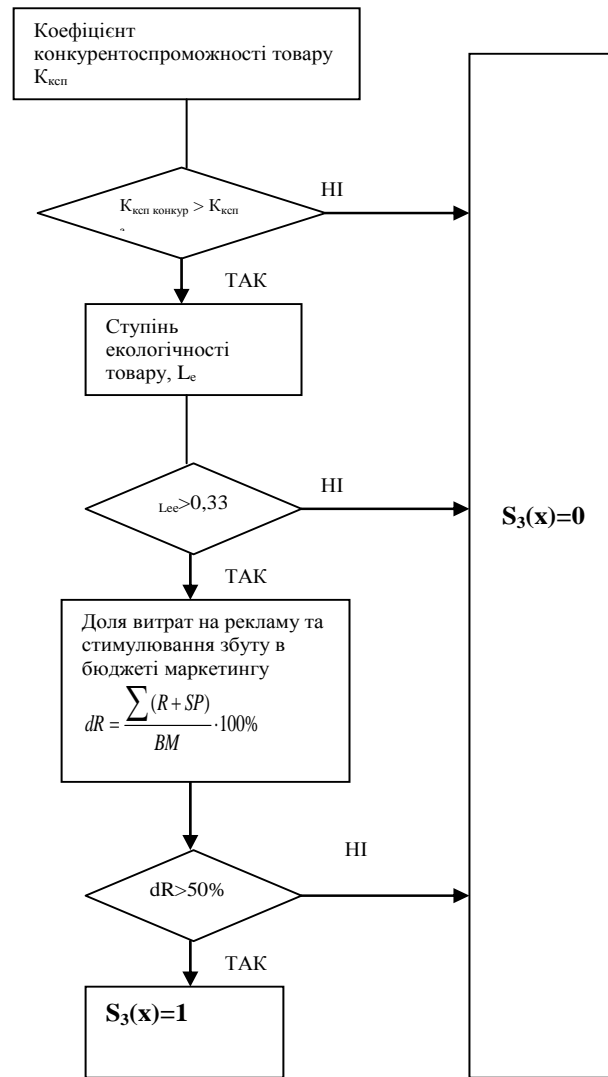 Коефіцієнт
конкурентоспроможності товару
Кксп
Кксп конкур > Кксп
НІ
ТАК
Ступінь
екологічності
товару, Lе
Lee>0,33
НІ
S3(x)=0
ТАК
Доля витрат на рекламу та
стимулювання збуту в
бюджеті маркетингу
dR = ∑(R + SP) / BM ·100%
НІ
dR>50%
ТАК
S3(x)=1